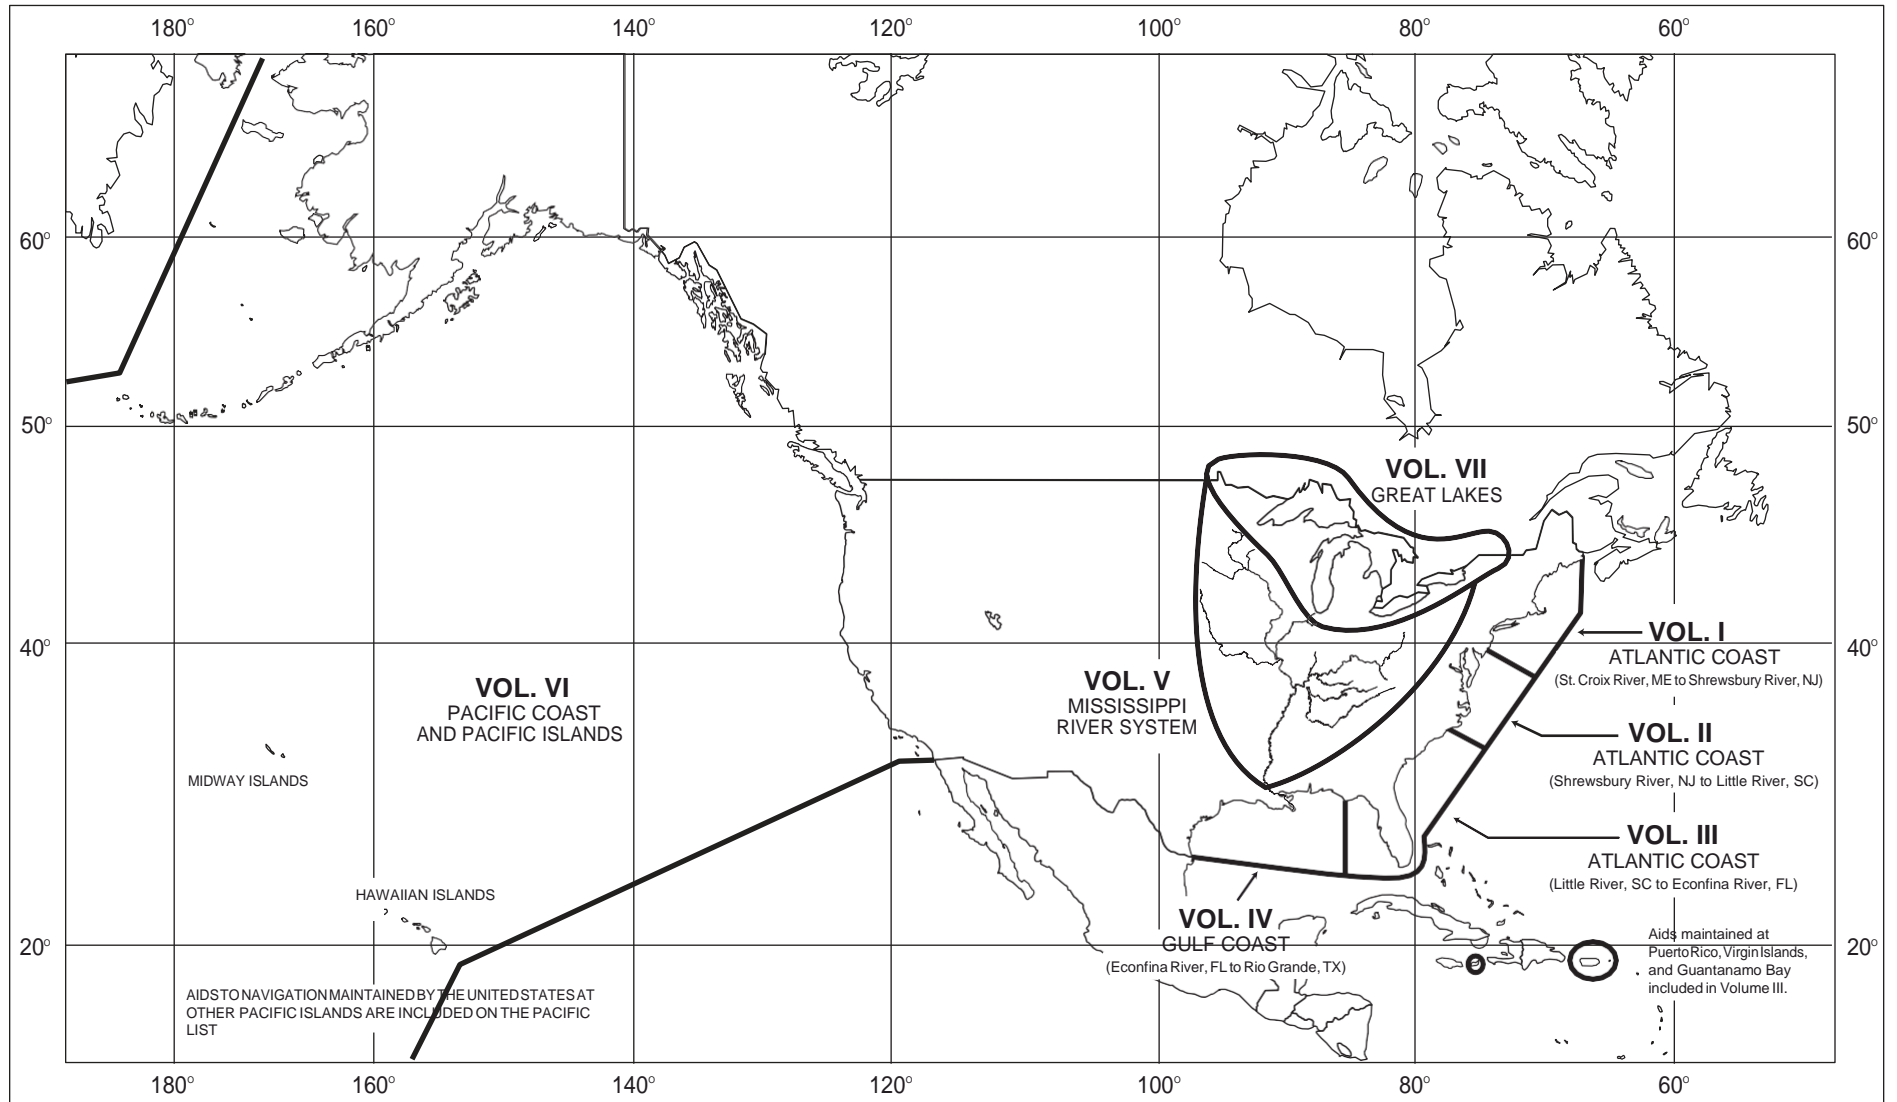 180° 160° 140° 120° 100° 80° 60°
60° 60°
50° 50°
VOL. VII
GREAT LAKES
40° 40°
VOL. I
ATLANTIC COAST
(St. Croix River, ME to Shrewsbury River, NJ)
VOL. V
MISSISSIPPI
RIVER SYSTEM
VOL. VI
PACIFIC COAST
AND PACIFIC ISLANDS
VOL. II
ATLANTIC COAST
(Shrewsbury River, NJ to Little River, SC)
MIDWAY ISLANDS
VOL. III
ATLANTIC COAST
(Little River, SC to Econfina River, FL)
HAWAIIAN ISLANDS
VOL. IV
GULF COAST
(Econfina River, FL to Rio Grande, TX)
20° 20°
Aids maintained at
Puerto Rico, Virgin Islands,
and Guantanamo Bay
included in Volume III.
AIDS TO NAVIGATION MAINTAINED BY THE UNITED STATES AT
OTHER PACIFIC ISLANDS ARE INCLUDED ON THE PACIFIC
LIST
180° 160° 140° 120° 100° 80° 60°